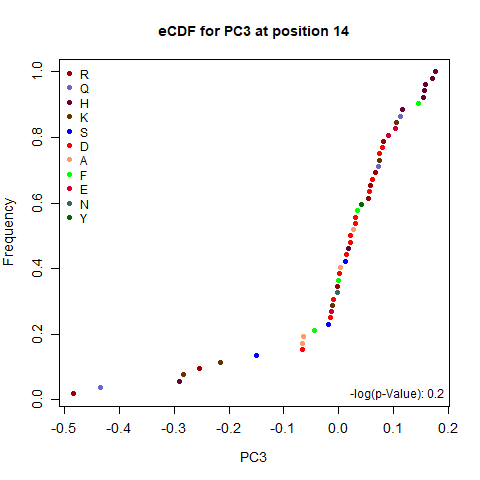 eCDF for PC3 at position 14
R
Q
H
K
S
D
A
F
E
N
Y
Frequency
1.0
0.8
0.6
0.4
0.2
0.0
-log(p-Value): 0.2
-0.5 -0.4 -0.3 -0.2 -0.1 0.0 0.1 0.2
PC3